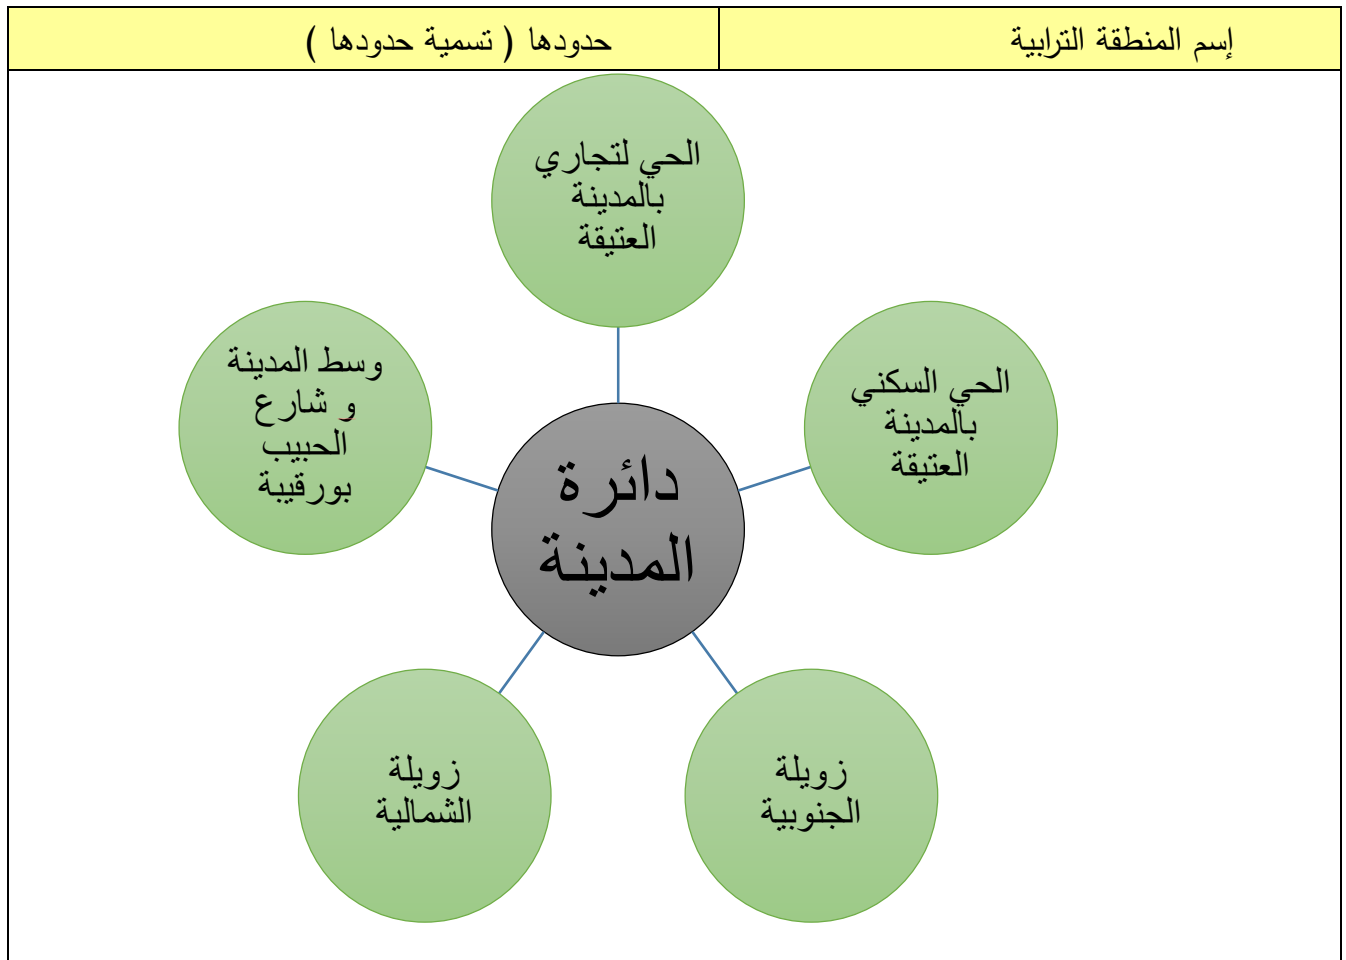 إسم المنطقة الترابية
حدودها ( تسمية حدودها )
الحي لتجاري
بالمدينة
العتيقة
الحي السكني
بالمدينة
العتيقة
زويلة
الجنوبية
زويلة
الشمالية
وسط المدينة
و شارع
الحبيب
بورقيبة
دائرة
المدينة